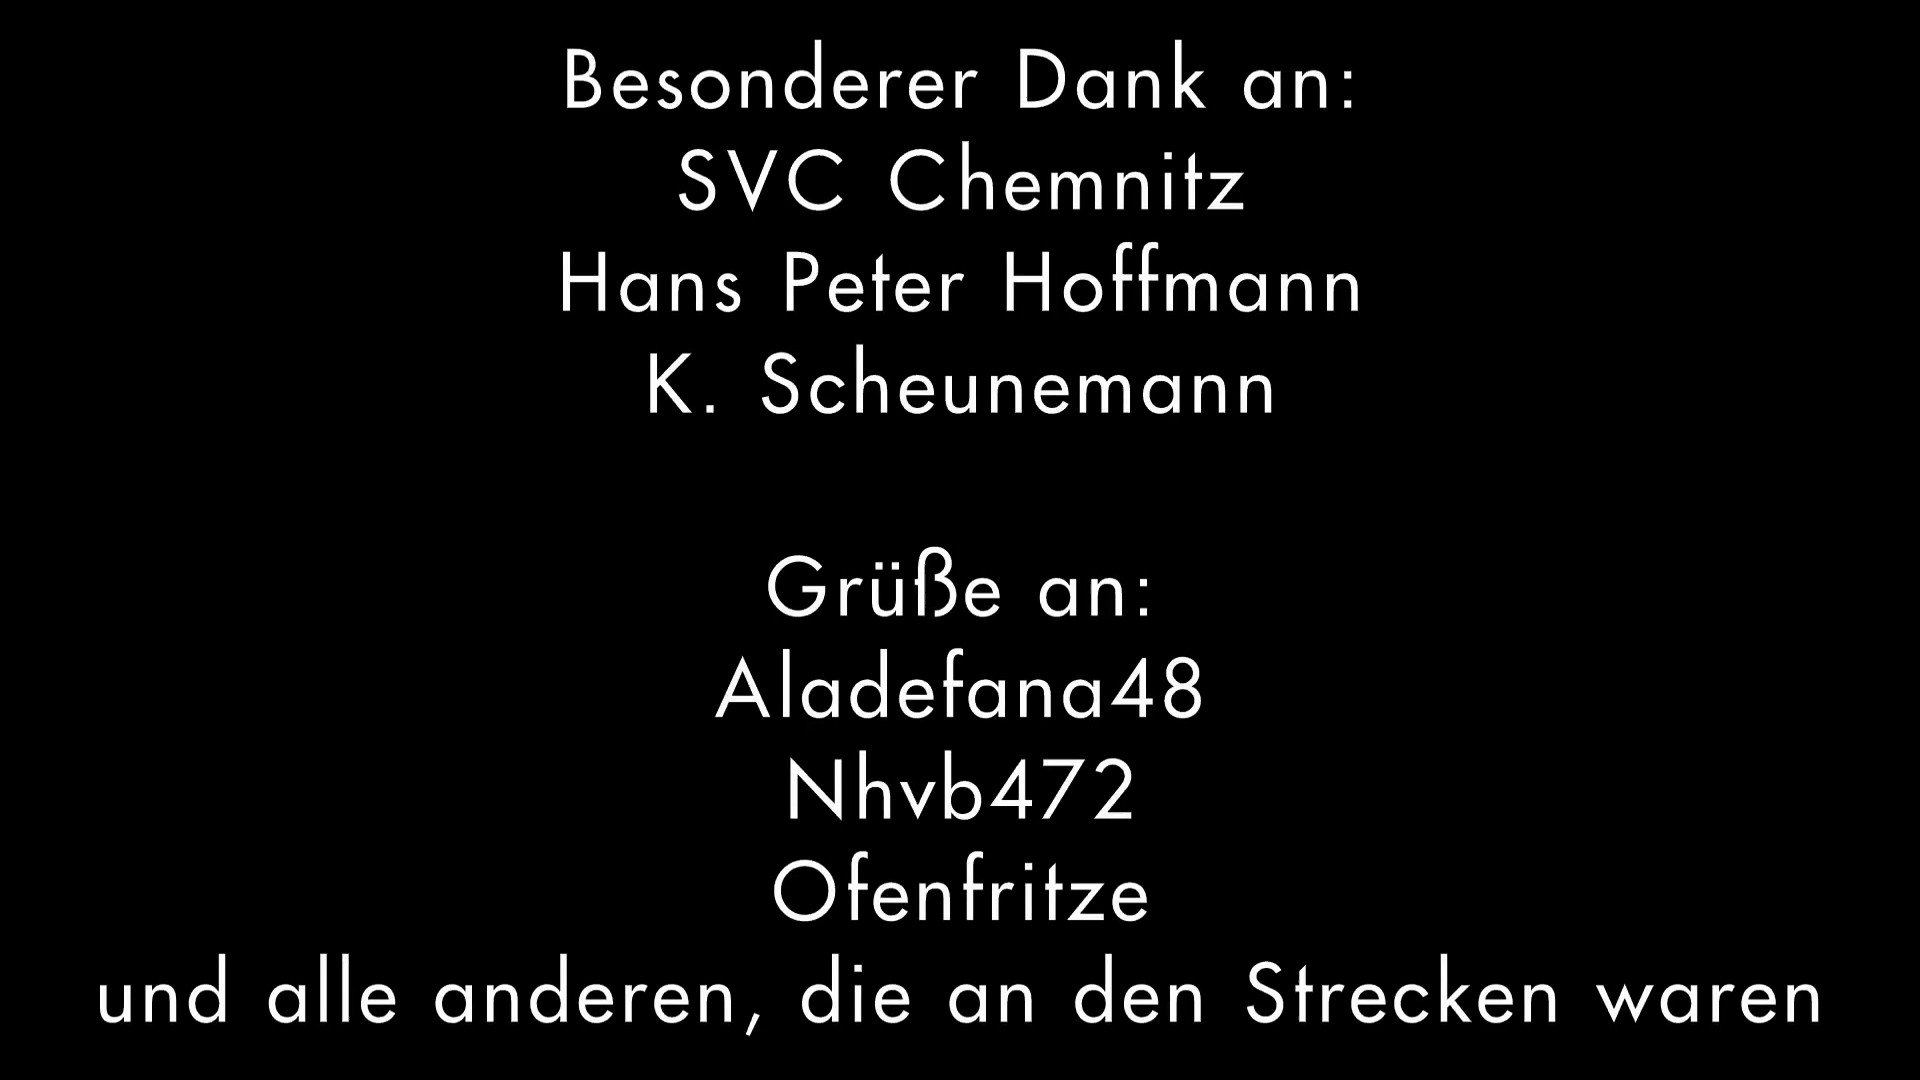 Besonderer Dank an:
SVC Chemnitz
Hans Peter Hoffmann
K. Scheunemann
Grüße an:
Aladefana48
Nhvb472
Ofenfritze
und alle anderen, die an den Strecken waren